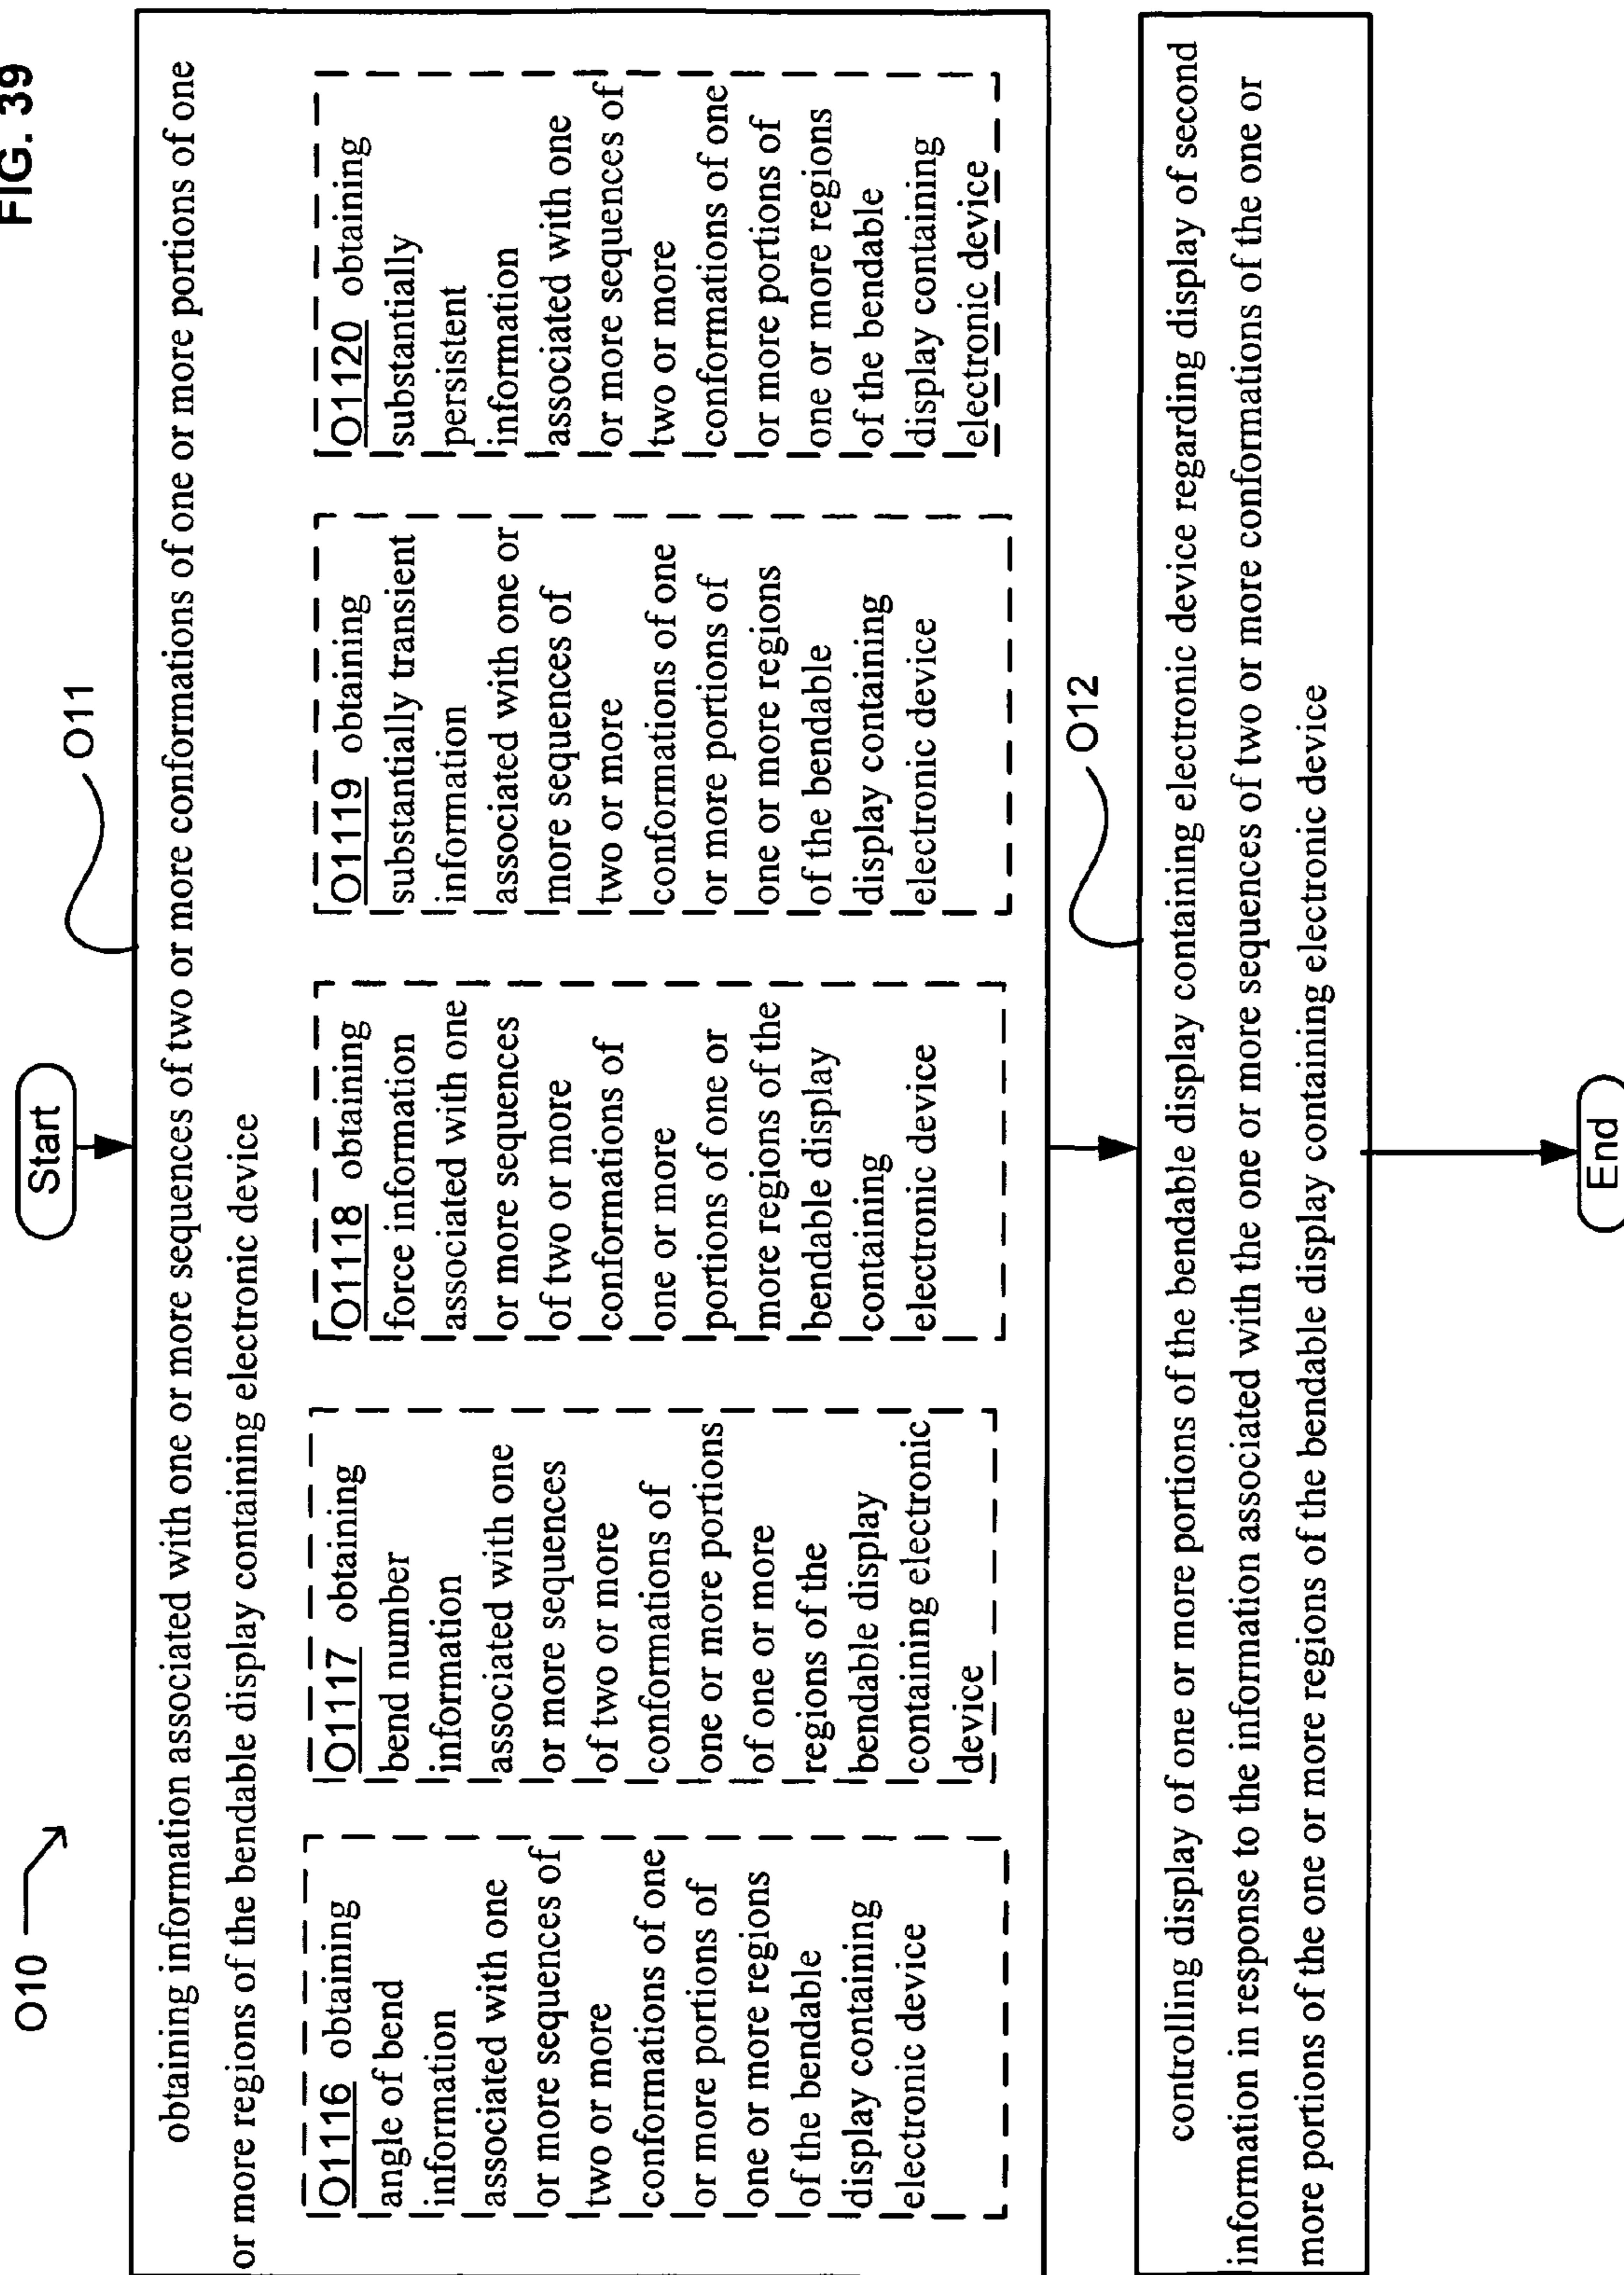 FIG. 39
O10
Start
O11
obtaining information associated with one or more sequences of two or more conformations of one or more portions of one
or more regions of the bendable display containing electronic device
O1116 obtaining
angle of bend
information
associated with one
or more sequences of
two or more
conformations of one
or more portions of
one or more regions
of the bendable
display containing
electronic device
O1117 obtaining
bend number
information
associated with one
or more sequences
of two or more
conformations of
one or more portions
of one or more
regions of the
bendable display
containing electronic
device
O1118 obtaining
force information
associated with one
or more sequences
of two or more
conformations of
one or more
portions of one or
more regions of the
bendable display
containing
electronic device
O1119 obtaining
substantially transient
information
associated with one or
more sequences of
two or more
conformations of one
or more portions of
one or more regions
of the bendable
display containing
electronic device
O1120 obtaining
substantially
persistent
information
associated with one
or more sequences of
two or more
conformations of one
or more portions of
one or more regions
of the bendable
display containing
electronic device
O12
controlling display of one or more portions of the bendable display containing electronic device regarding display of second
information in response to the information associated with the one or more sequences of two or more conformations of the one or
more portions of the one or more regions of the bendable display containing electronic device
End